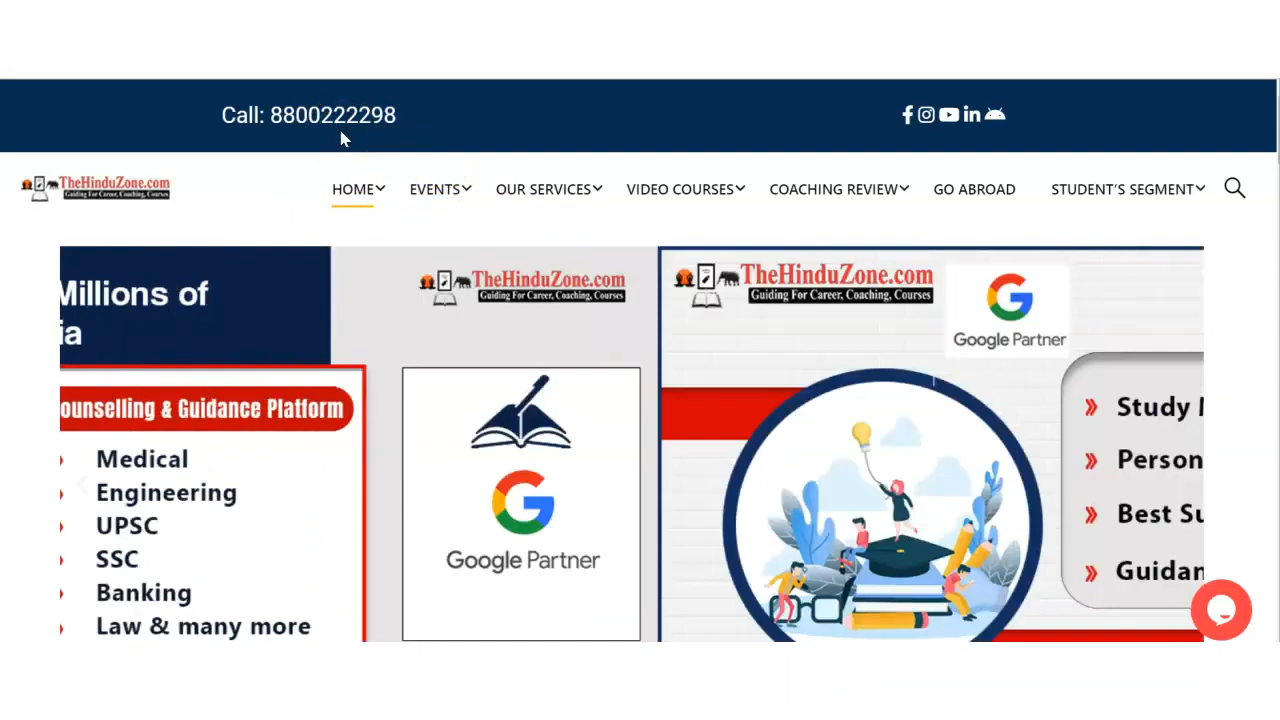 Call: 8800222298
TheHinduZone.com
Guiding For Career, Coaching, Courses
HOME EVENTS OUR SERVICES VIDEO COURSES COACHING REVIEW GO ABROAD STUDENT'S SEGMENT
Millions of
ia
ounselling & Guidance Platform
Medical
Engineering
UPSC
SSC
Banking
Law & many more
TheHinduZone.com
Guiding For Career, Coaching, Courses
Google Partner
TheHinduZone.com
Guiding For Career, Coaching, Courses
Google Partner
» Study
» Person
» Best Su
» Guidan